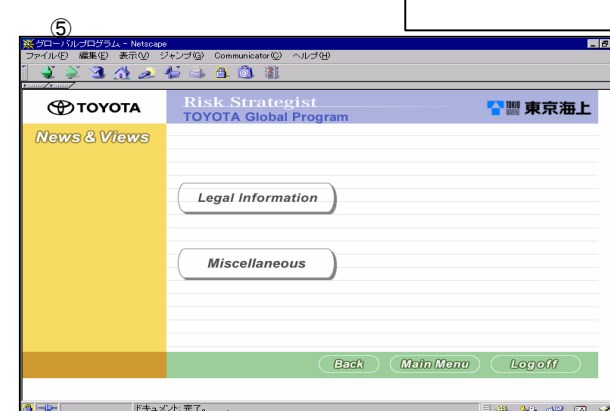 ⑤
グローバルプログラム - Netscape
ファイル(F) 編集(E) 表示(V) ジャンプ(G) Communicator(C) ヘルプ(H)
TOYOTA
Risk Strategist
TOYOTA Global Program
東京海上
News & Views
Legal Information
Miscellaneous
Back Main Menu Logoff
ドキュメント: 完了。